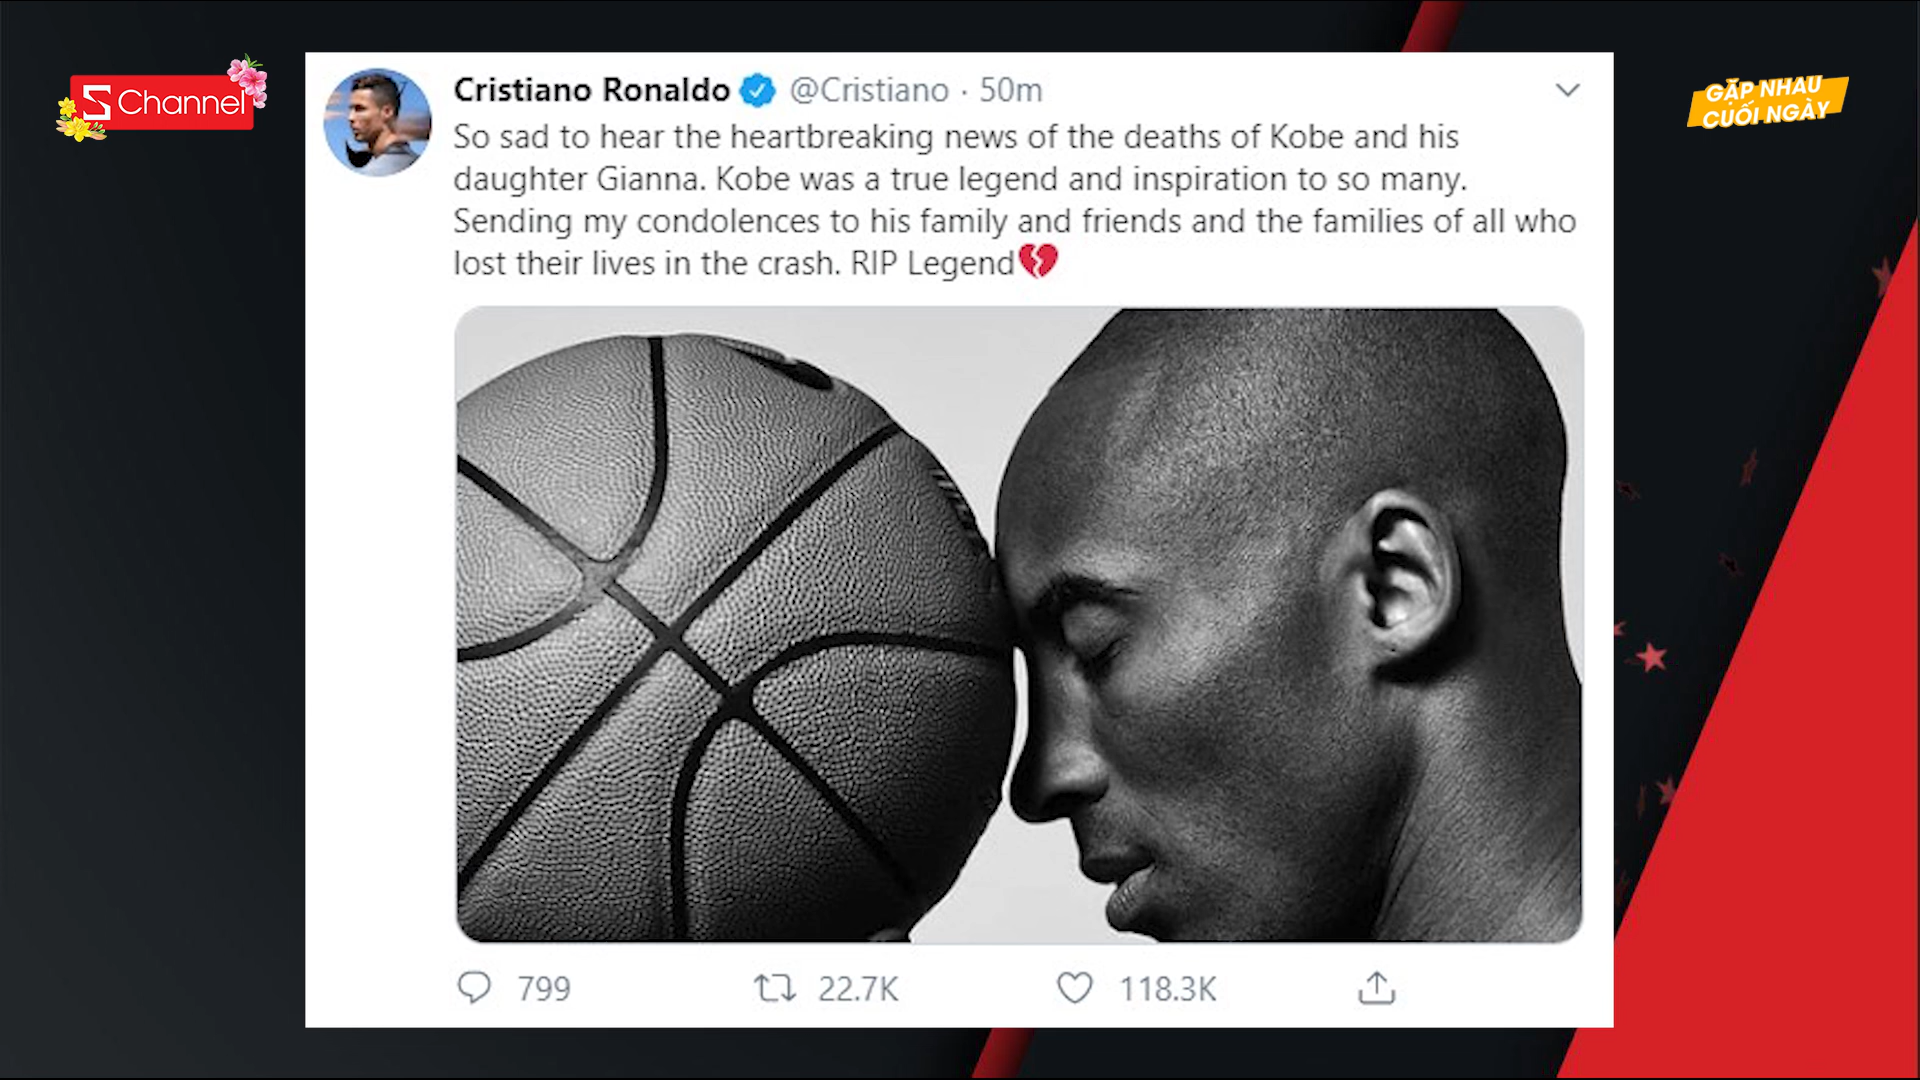 S Channel
GẶP NHAU
CUỐI NGÀY
Cristiano Ronaldo @Cristiano · 50m
So sad to hear the heartbreaking news of the deaths of Kobe and his
daughter Gianna. Kobe was a true legend and inspiration to so many.
Sending my condolences to his family and friends and the families of all who
lost their lives in the crash. RIP Legend💔
799 22.7K 118.3K